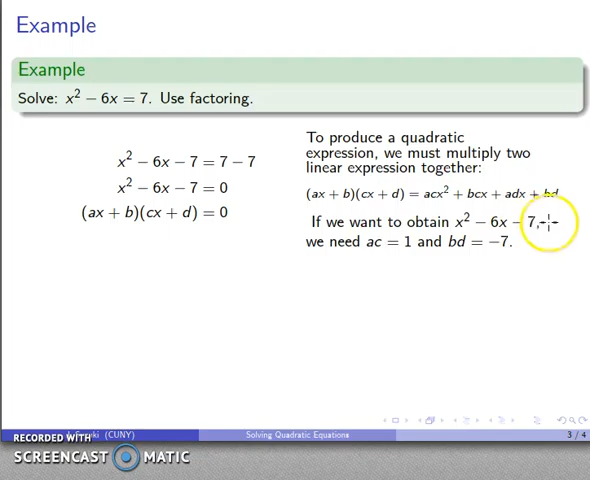 Example
Example
Solve: x² − 6x = 7. Use factoring.
x² − 6x − 7 = 7 − 7
x² − 6x − 7 = 0
(ax + b)(cx + d) = 0
To produce a quadratic
expression, we must multiply two
linear expression together:
(ax + b)(cx + d) = acx² + bcx + adx + bd
If we want to obtain x² − 6x − 7,
we need ac = 1 and bd = −7.
(CUNY)
Solving Quadratic Equations
3 / 4
RECORDED WITH
SCREENCAST MATIC